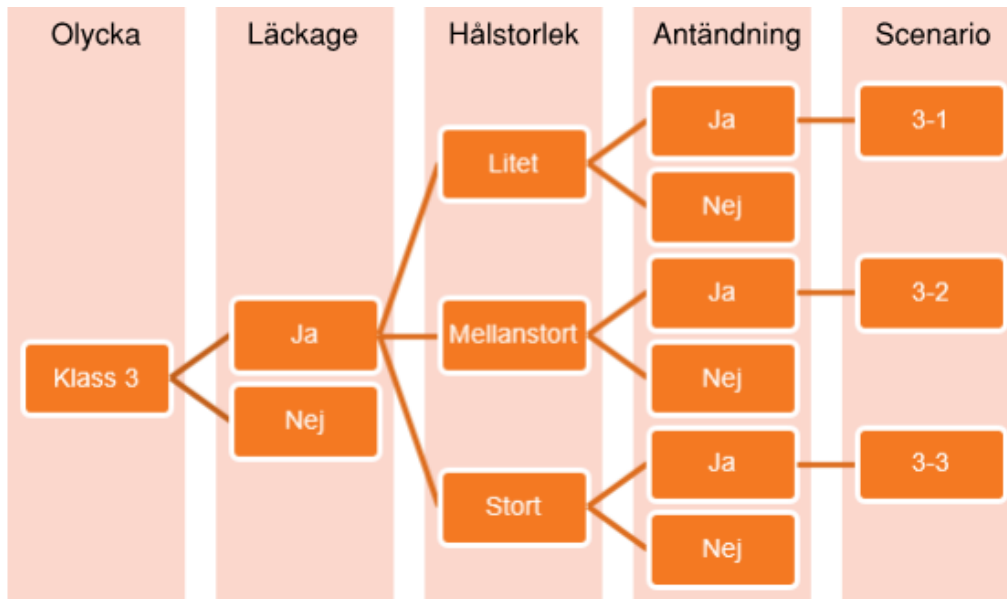 Olycka
Läckage
Hålstorlek
Antändning
Scenario
Ja
3-1
Litet
Nej
Ja
3-2
Ja
Mellanstort
Klass 3
Nej
Nej
Ja
3-3
Stort
Nej